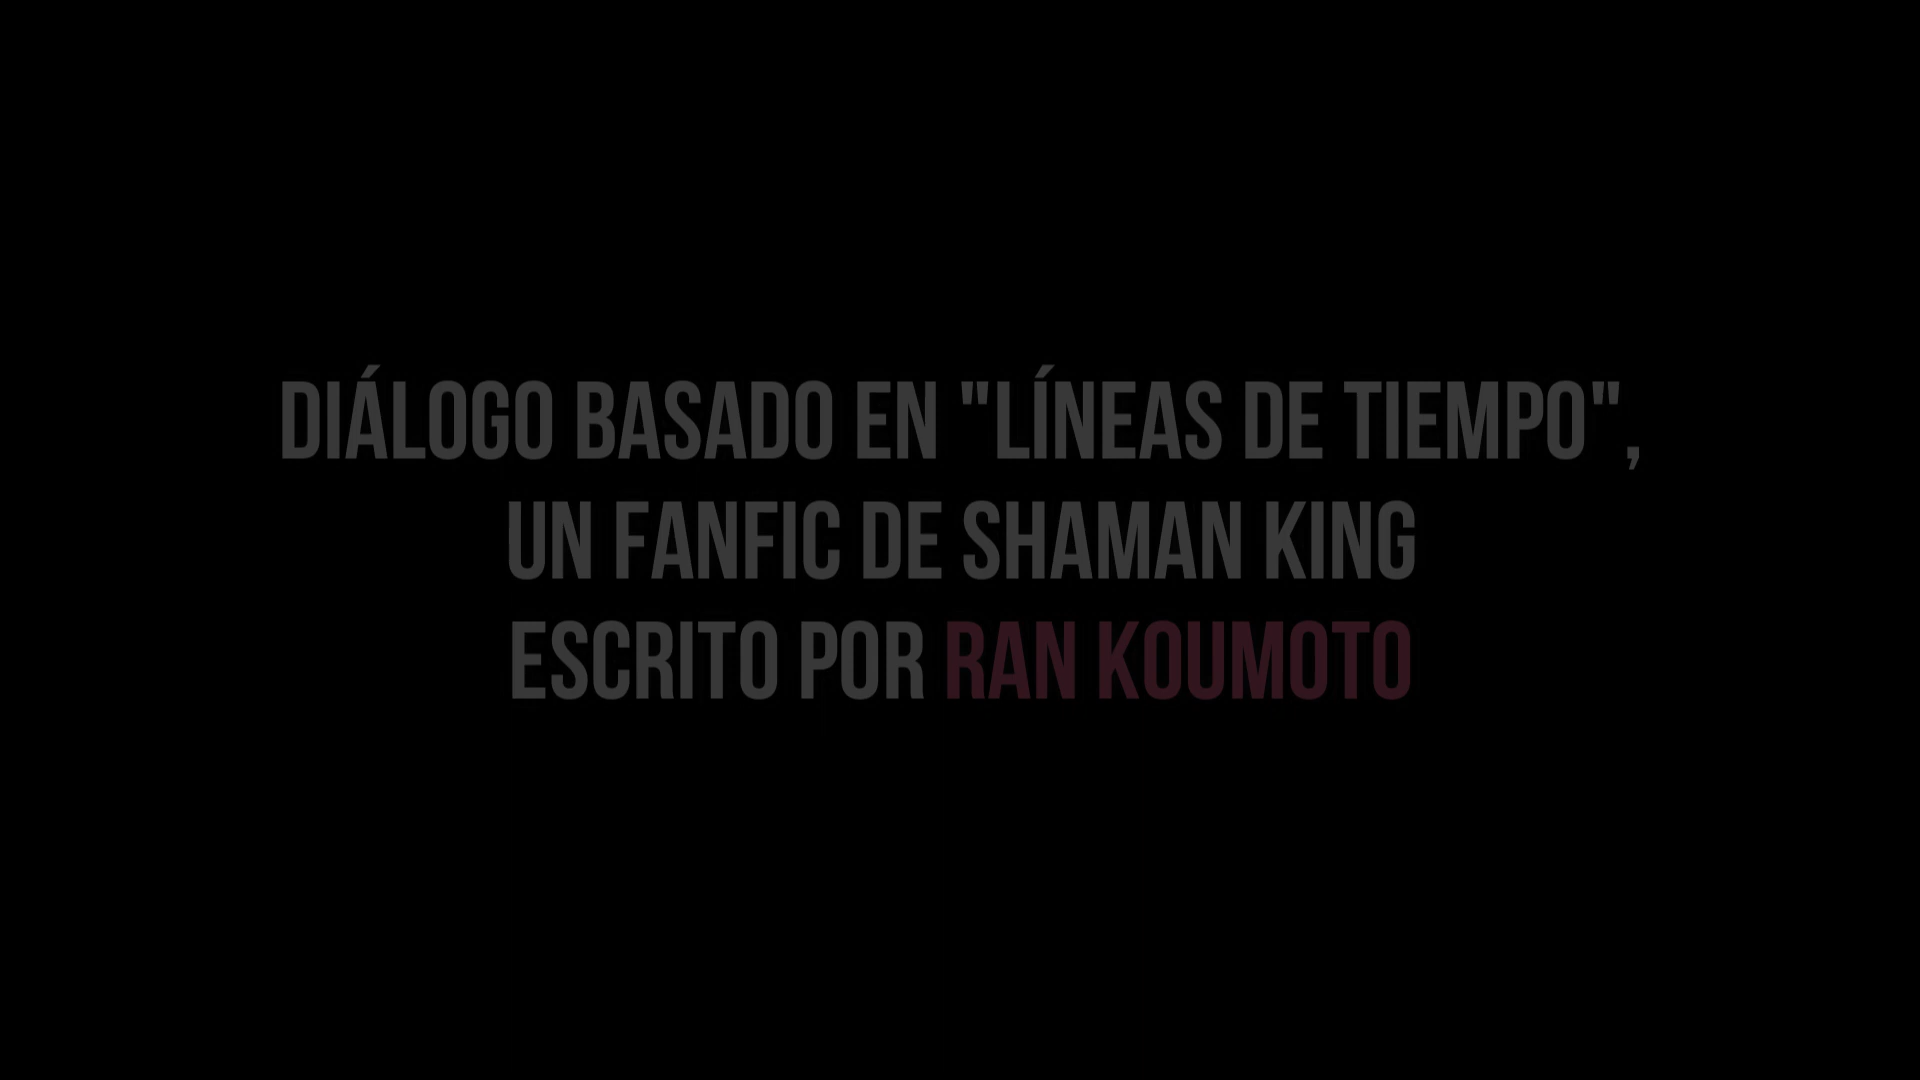 DIÁLOGO BASADO EN "LÍNEAS DE TIEMPO",
UN FANFIC DE SHAMAN KING
ESCRITO POR RAN KOUMOTO